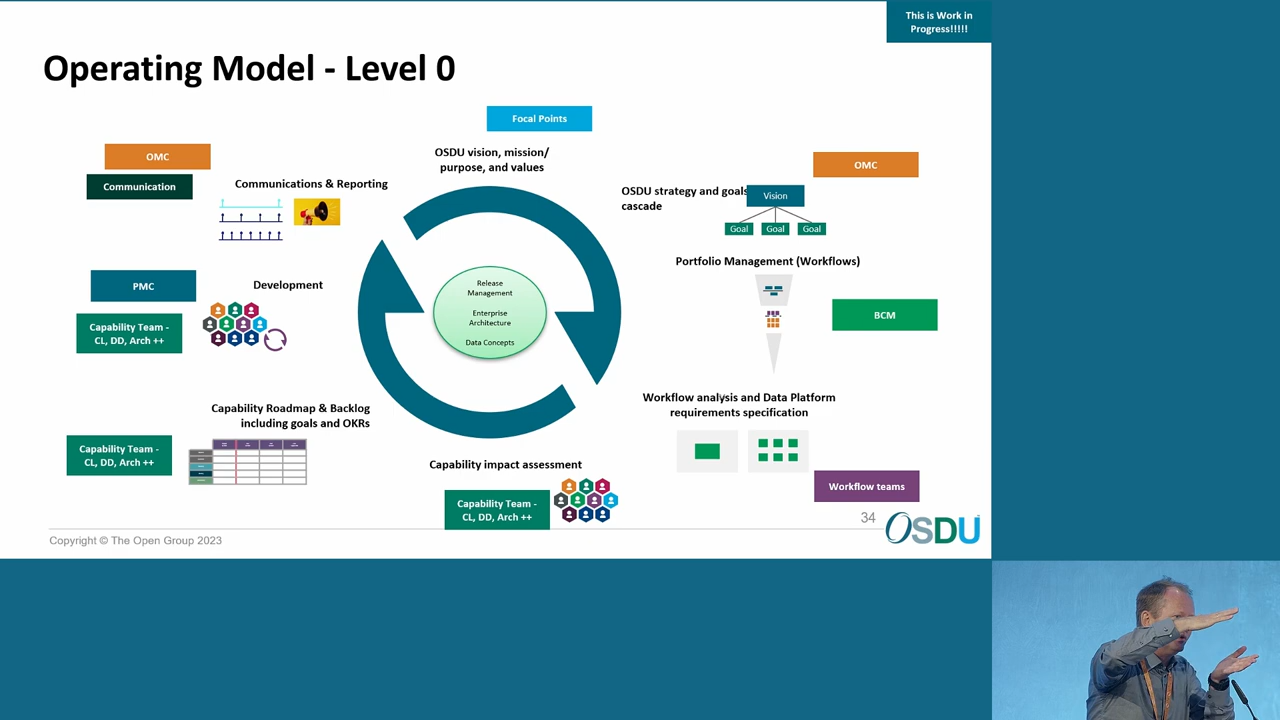 This is Work in
Progress!!!!!
Operating Model - Level 0
Focal Points
OSDU vision, mission/
purpose, and values
OMC
Communication
Communications & Reporting
OMC
OSDU strategy and goals
cascade
Vision
Goal
Goal
Goal
Portfolio Management (Workflows)
BCM
PMC
Development
Capability Team -
CL, DD, Arch ++
Release
Management
Enterprise
Architecture
Data Concepts
Workflow analysis and Data Platform
requirements specification
Workflow teams
Capability Roadmap & Backlog
including goals and OKRs
Capability Team -
CL, DD, Arch ++
Capability impact assessment
Capability Team -
CL, DD, Arch ++
34
OSDU
Copyright © The Open Group 2023